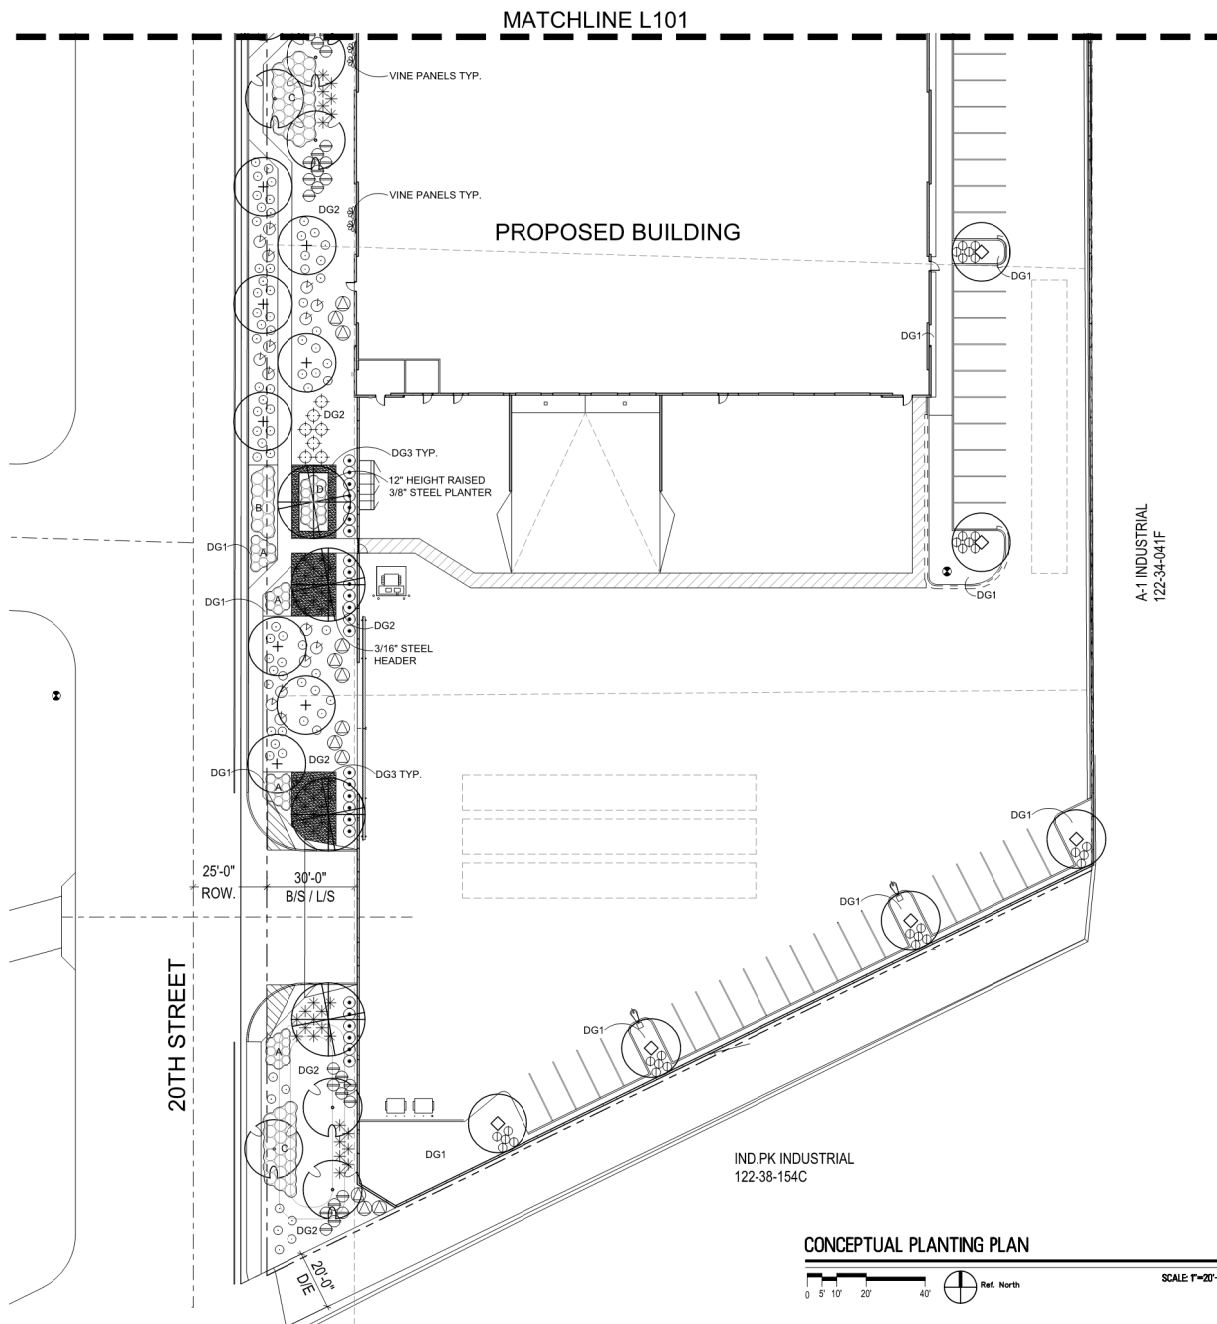 MATCHLINE L101
VINE PANELS TYP.
C
VINE PANELS TYP.
DG2
PROPOSED BUILDING
DG1
DG1
DG2
DG3 TYP.
12" HEIGHT RAISED
3/8" STEEL PLANTER
D
B
DG1
A
A-1 INDUSTRIAL
122-34-041F
DG1
DG1
A
DG2
3/16" STEEL
HEADER
DG2
DG1
DG3 TYP.
A
DG1
25'-0"
ROW.
30'-0"
B/S / L/S
DG1
20TH STREET
DG1
A
DG2
C
DG1
IND.PK INDUSTRIAL
122-38-154C
DG2
20'-0"
D/E
CONCEPTUAL PLANTING PLAN
0 5' 10' 20' 40'
Ref. North
SCALE: 1"=20'-